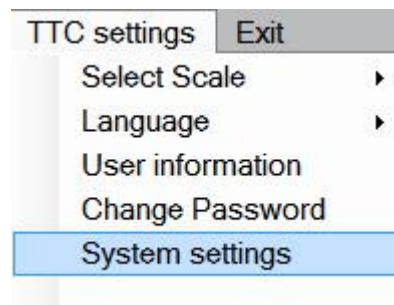 TTC settings Exit
Select Scale
Language
User information
Change Password
System settings